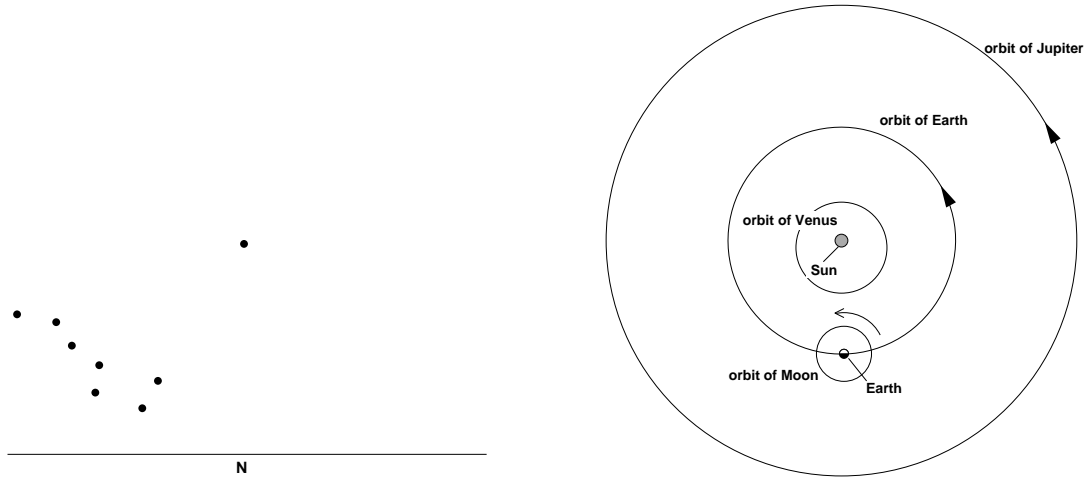 orbit of Jupiter
orbit of Earth
orbit of Venus
Sun
orbit of Moon
Earth
N